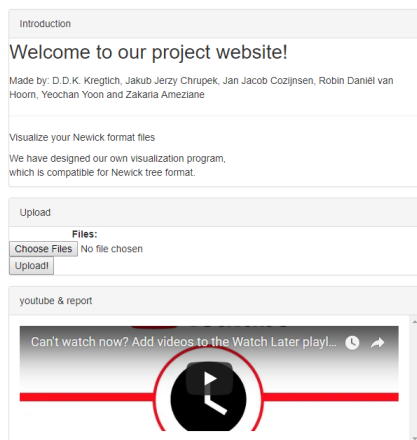 Introduction
Welcome to our project website!
Made by: D.D.K. Kregtich, Jakub Jerzy Chrupek, Jan Jacob Cozijnsen, Robin Daniël van
Hoorn, Yeochan Yoon and Zakaria Ameziane
Visualize your Newick format files
We have designed our own visualization program,
which is compatible for Newick tree format.
Upload
Files:
Choose Files No file chosen
Upload!
youtube & report
Can't watch now? Add videos to the Watch Later playl...